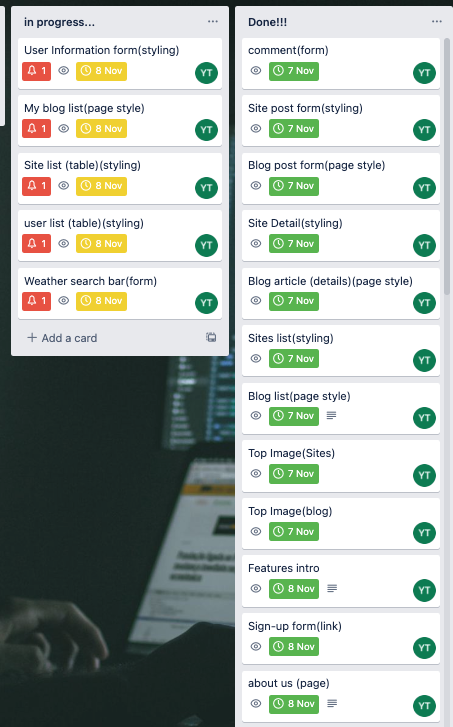 in progress...
User Information form(styling)
1 8 Nov YT
My blog list(page style)
1 8 Nov YT
Site list (table)(styling)
1 8 Nov YT
user list (table)(styling)
1 8 Nov YT
Weather search bar(form)
1 8 Nov YT
+ Add a card
Done!!!
comment(form)
7 Nov YT
Site post form(styling)
7 Nov YT
Blog post form(page style)
7 Nov YT
Site Detail(styling)
7 Nov YT
Blog article (details)(page style)
7 Nov YT
Sites list(styling)
7 Nov YT
Blog list(page style)
7 Nov YT
Top Image(Sites)
7 Nov YT
Top Image(blog)
7 Nov YT
Features intro
8 Nov YT
Sign-up form(link)
8 Nov YT
about us (page)
8 Nov YT